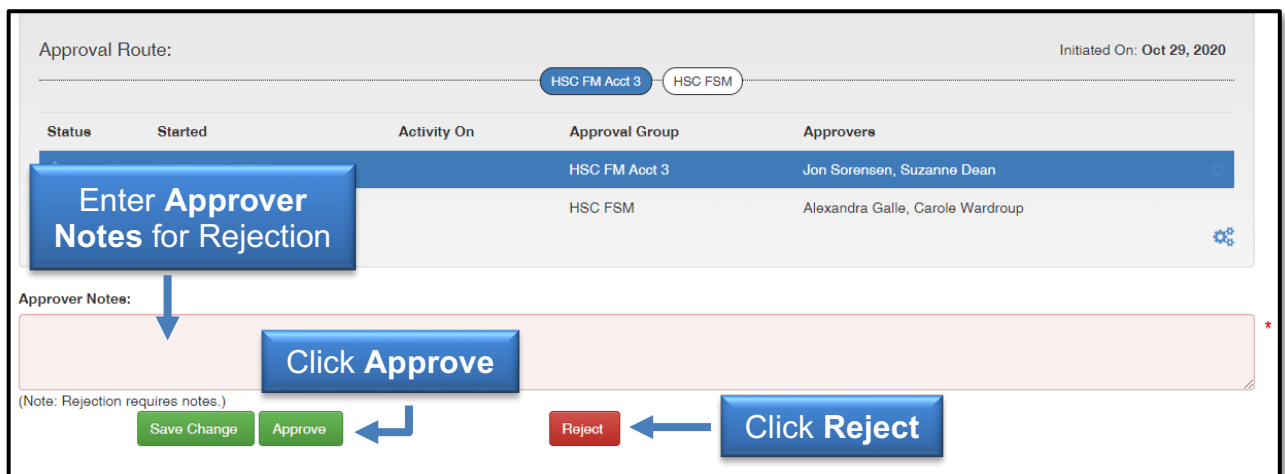 Approval Route:
Initiated On: Oct 29, 2020
HSC FM Acct 3
HSC FSM
Status Started Activity On Approval Group Approvers
HSC FM Acct 3 Jon Sorensen, Suzanne Dean
HSC FSM Alexandra Galle, Carole Wardroup
Enter Approver
Notes for Rejection
Approver Notes:
*
Click Approve
(Note: Rejection requires notes.)
Save Change Approve Reject
Click Reject